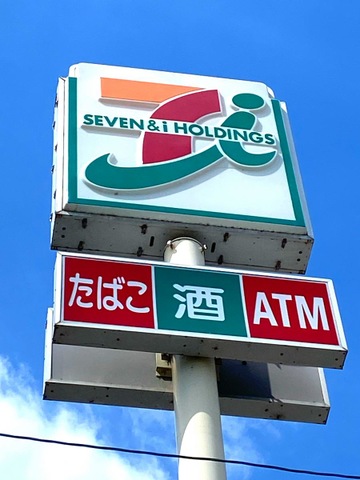 SEVEN & i HOLDINGS
たばこ 酒 ATM